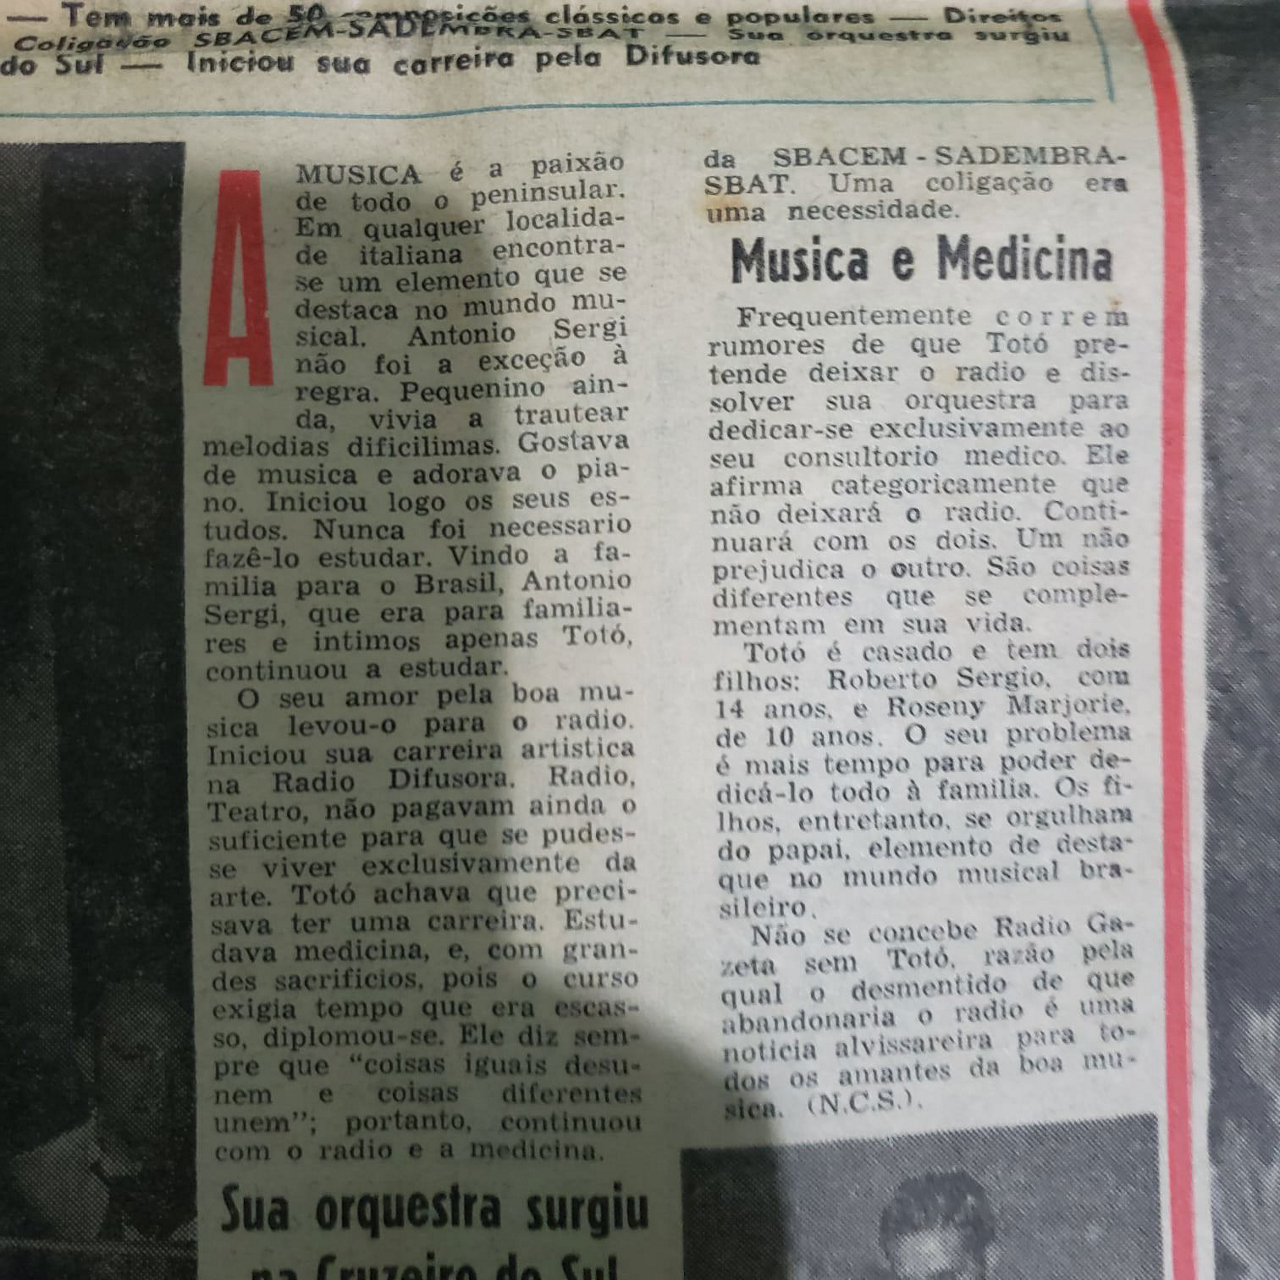 — Tem mais de 50 composições clássicas e populares — Direitos
Coligação SBACEM-SADEMBRA-SBAT — Sua orquestra surgiu
do Sul — Iniciou sua carreira pela Difusora
A MUSICA é a paixão
de todo o peninsular.
Em qualquer localida-
de italiana encontra-
se um elemento que se
destaca no mundo mu-
sical. Antonio Sergi
não foi a exceção à
regra. Pequenino ain-
da, vivia a trautear
melodias dificilimas. Gostava
de musica e adorava o pia-
no. Iniciou logo os seus es-
tudos. Nunca foi necessario
fazê-lo estudar. Vindo a fa-
milia para o Brasil, Antonio
Sergi, que era para familia-
res e intimos apenas Totó,
continuou a estudar.
O seu amor pela boa mu-
sica levou-o para o radio.
Iniciou sua carreira artistica
na Radio Difusora. Radio,
Teatro, não pagavam ainda o
suficiente para que se pudes-
se viver exclusivamente da
arte. Totó achava que preci-
sava ter uma carreira. Estu-
dava medicina, e, com gran-
des sacrificios, pois o curso
exigia tempo que era escas-
so, diplomou-se. Ele diz sem-
pre que "coisas iguais desu-
nem e coisas diferentes
unem"; portanto, continuou
com o radio e a medicina.
Sua orquestra surgiu
na Cruzeiro do Sul
da SBACEM - SADEMBRA-
SBAT. Uma coligação era
uma necessidade.
Musica e Medicina
Frequentemente correm
rumores de que Totó pre-
tende deixar o radio e dis-
solver sua orquestra para
dedicar-se exclusivamente ao
seu consultorio medico. Ele
afirma categoricamente que
não deixará o radio. Conti-
nuará com os dois. Um não
prejudica o outro. São coisas
diferentes que se comple-
mentam em sua vida.
Totó é casado e tem dois
filhos: Roberto Sergio, com
14 anos, e Roseny Marjorie,
de 10 anos. O seu problema
é mais tempo para poder de-
dicá-lo todo à familia. Os fi-
lhos, entretanto, se orgulham
do papai, elemento de desta-
que no mundo musical bra-
sileiro.
Não se concebe Radio Ga-
zeta sem Totó, razão pela
qual o desmentido de que
abandonaria o radio é uma
noticia alvissareira para to-
dos os amantes da boa mu-
sica. (N.C.S.).